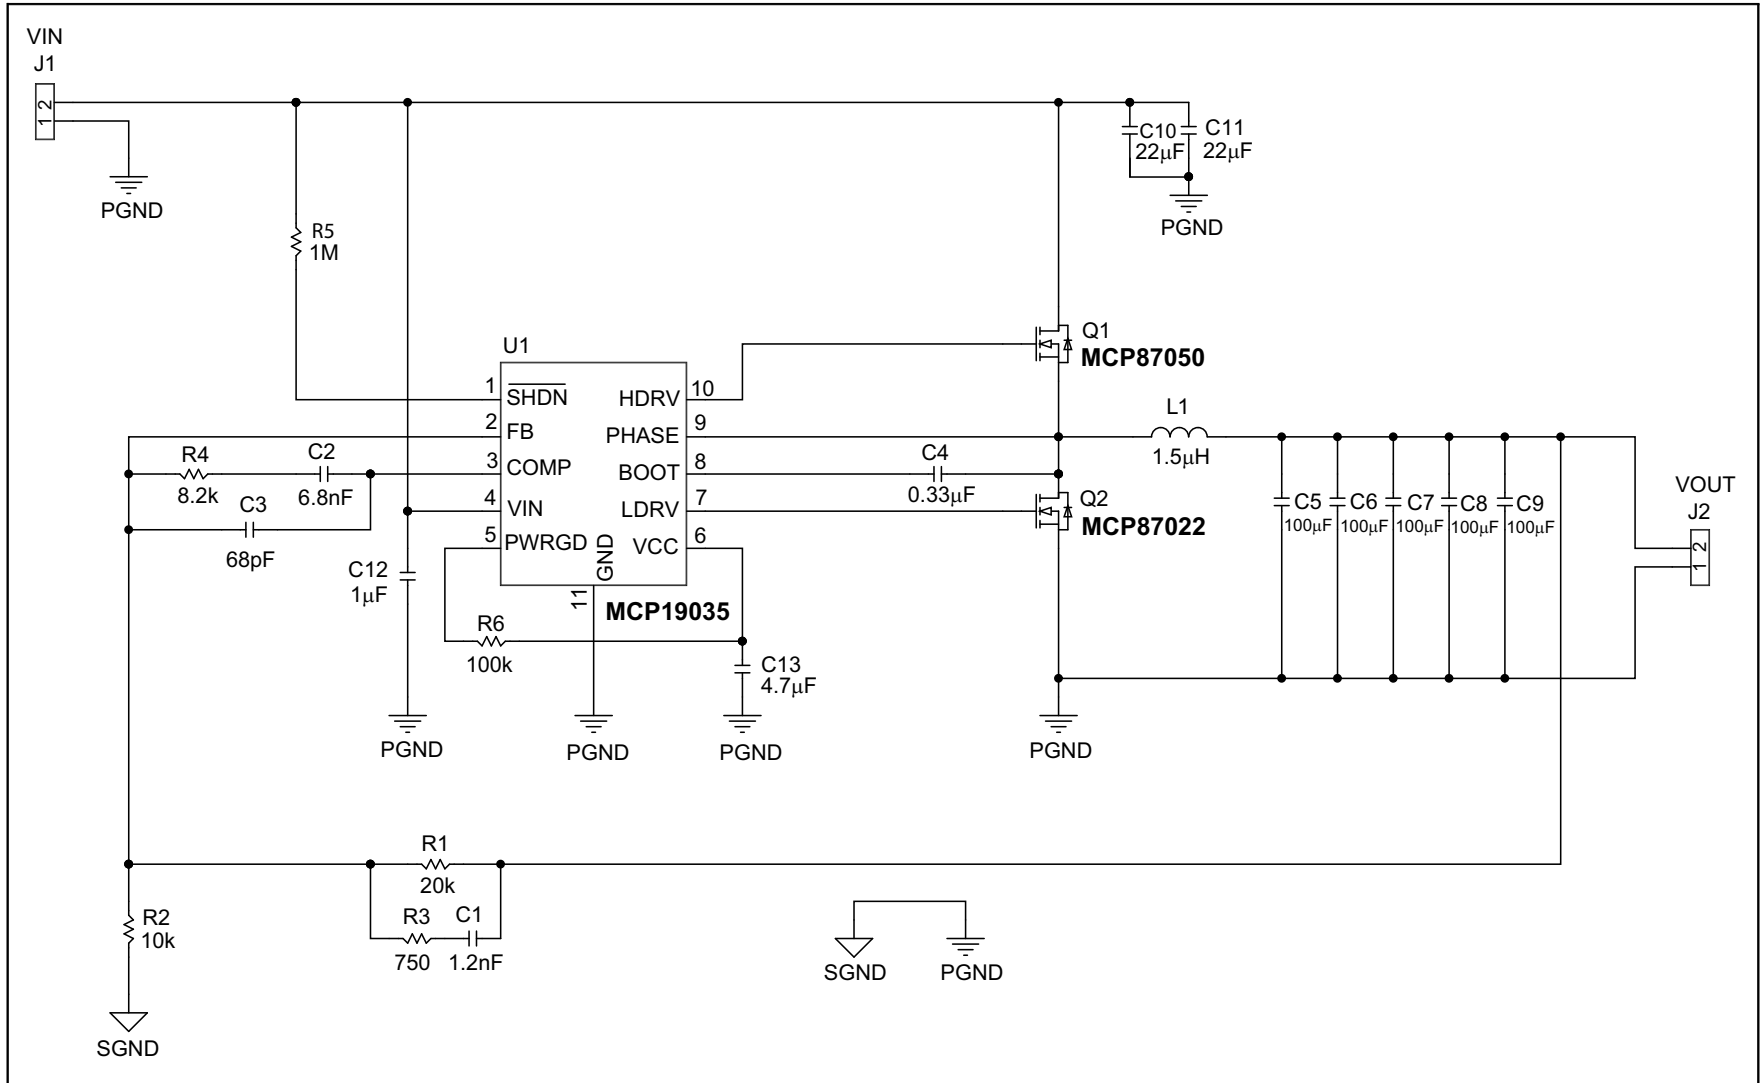 VIN
J1
2
1
PGND
R5
1M
C10
22μF
C11
22μF
PGND
U1
1
SHDN
2
FB
3
COMP
4
VIN
5
PWRGD
GND
11
HDRV
10
PHASE
9
BOOT
8
LDRV
7
VCC
6
MCP19035
Q1
MCP87050
L1
1.5μH
C4
0.33μF
Q2
MCP87022
R4
8.2k
C2
6.8nF
C3
68pF
C12
1μF
R6
100k
C13
4.7μF
C5
100μF
C6
100μF
C7
100μF
C8
100μF
C9
100μF
VOUT
J2
2
1
PGND
PGND
PGND
PGND
R1
20k
R3
750
C1
1.2nF
R2
10k
SGND
SGND
PGND